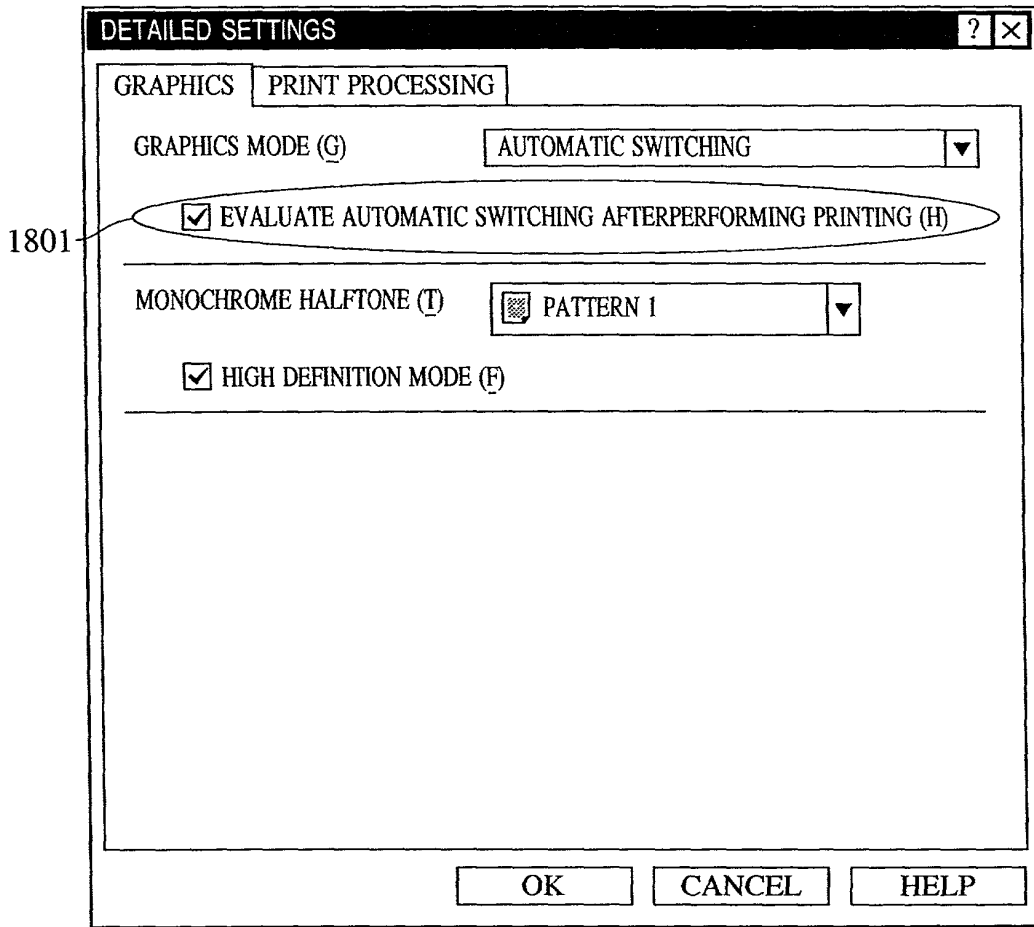 DETAILED SETTINGS ? ×
GRAPHICS PRINT PROCESSING
GRAPHICS MODE (G) AUTOMATIC SWITCHING
1801 EVALUATE AUTOMATIC SWITCHING AFTERPERFORMING PRINTING (H)
MONOCHROME HALFTONE (T) PATTERN 1
HIGH DEFINITION MODE (F)
OK CANCEL HELP